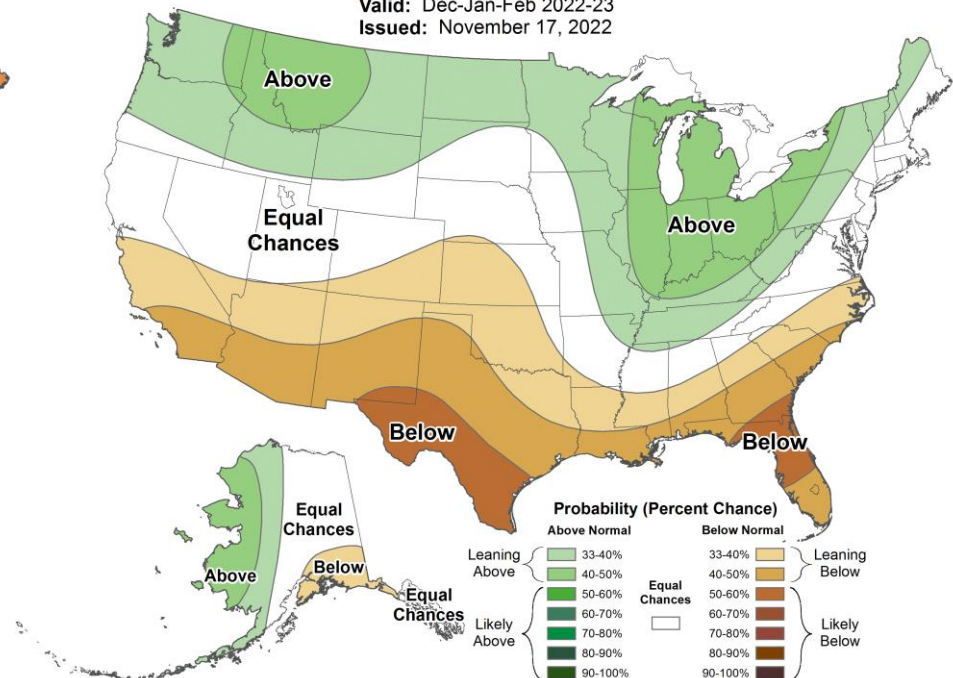 Valid: Dec-Jan-Feb 2022-23
Issued: November 17, 2022
Above
Equal
Chances
Above
Below
Below
Equal
Chances
Above
Below
Equal
Chances
Probability (Percent Chance)
Above Normal
Below Normal
Leaning
Above
33-40%
40-50%
Likely
Above
50-60%
60-70%
70-80%
80-90%
90-100%
Equal
Chances
33-40%
40-50%
Leaning
Below
50-60%
60-70%
70-80%
80-90%
90-100%
Likely
Below